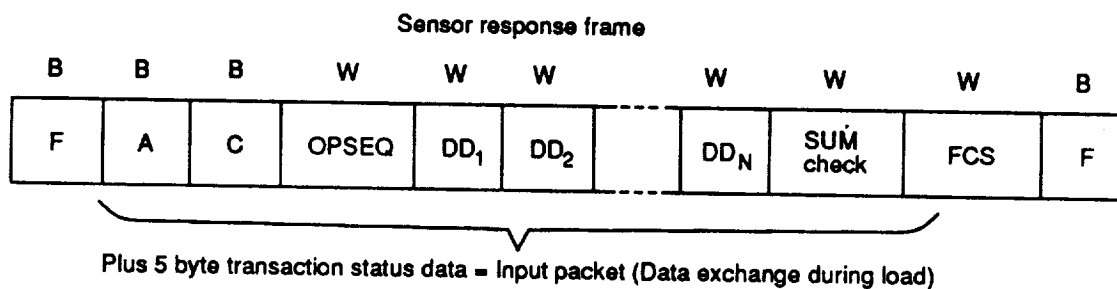 Sensor response frame
B B B W W W W W W B
F A C OPSEQ DD₁ DD₂ DD_N SUM check FCS F
Plus 5 byte transaction status data = Input packet (Data exchange during load)